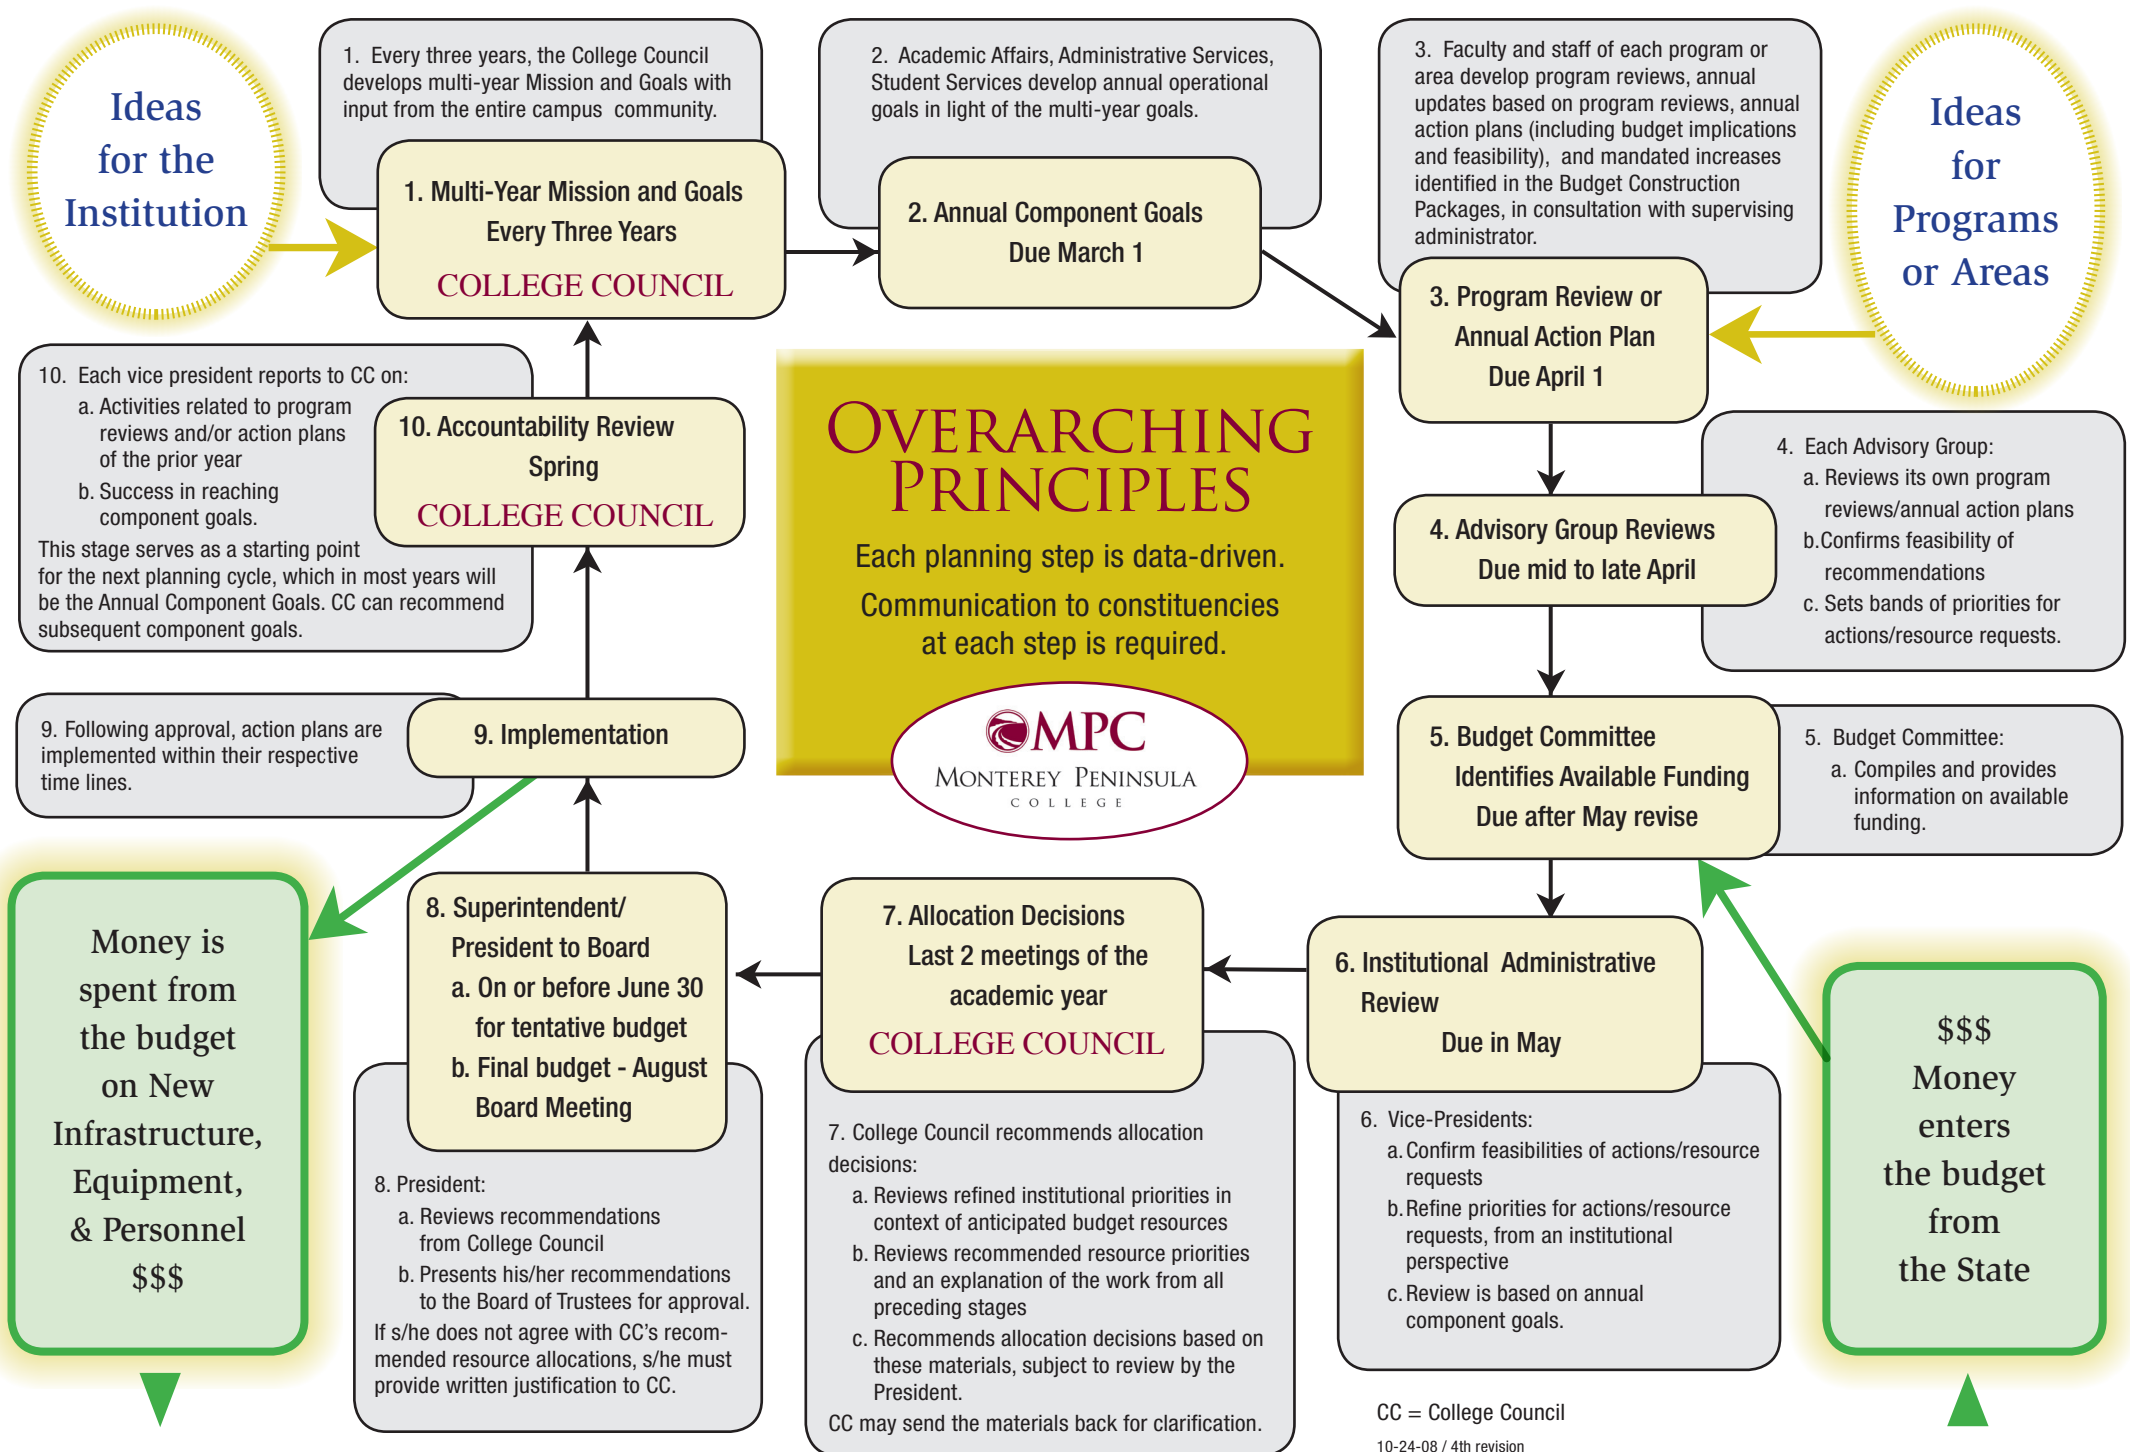 Ideas
for the
Institution
1. Every three years, the College Council
develops multi-year Mission and Goals with
input from the entire campus community.
1. Multi-Year Mission and Goals
Every Three Years
COLLEGE COUNCIL
2. Academic Affairs, Administrative Services,
Student Services develop annual operational
goals in light of the multi-year goals.
2. Annual Component Goals
Due March 1
3. Faculty and staff of each program or
area develop program reviews, annual
updates based on program reviews, annual
action plans (including budget implications
and feasibility), and mandated increases
identified in the Budget Construction
Packages, in consultation with supervising
administrator.
3. Program Review or
Annual Action Plan
Due April 1
Ideas
for
Programs
or Areas
4. Each Advisory Group:
a. Reviews its own program
reviews/annual action plans
b.Confirms feasibility of
recommendations
c. Sets bands of priorities for
actions/resource requests.
4. Advisory Group Reviews
Due mid to late April
5. Budget Committee
Identifies Available Funding
Due after May revise
5. Budget Committee:
a. Compiles and provides
information on available
funding.
6. Institutional Administrative
Review
Due in May
6. Vice-Presidents:
a. Confirm feasibilities of actions/resource
requests
b. Refine priorities for actions/resource
requests, from an institutional
perspective
c. Review is based on annual
component goals.
$$$
Money
enters
the budget
from
the State
7. Allocation Decisions
Last 2 meetings of the
academic year
COLLEGE COUNCIL
7. College Council recommends allocation
decisions:
a. Reviews refined institutional priorities in
context of anticipated budget resources
b. Reviews recommended resource priorities
and an explanation of the work from all
preceding stages
c. Recommends allocation decisions based on
these materials, subject to review by the
President.
CC may send the materials back for clarification.
8. Superintendent/
President to Board
a. On or before June 30
for tentative budget
b. Final budget - August
Board Meeting
8. President:
a. Reviews recommendations
from College Council
b. Presents his/her recommendations
to the Board of Trustees for approval.
If s/he does not agree with CC's recom-
mended resource allocations, s/he must
provide written justification to CC.
9. Implementation
9. Following approval, action plans are
implemented within their respective
time lines.
Money is
spent from
the budget
on New
Infrastructure,
Equipment,
& Personnel
$$$
10. Accountability Review
Spring
COLLEGE COUNCIL
10. Each vice president reports to CC on:
a. Activities related to program
reviews and/or action plans
of the prior year
b. Success in reaching
component goals.
This stage serves as a starting point
for the next planning cycle, which in most years will
be the Annual Component Goals. CC can recommend
subsequent component goals.
OVERARCHING
PRINCIPLES
Each planning step is data-driven.
Communication to constituencies
at each step is required.
MPC
MONTEREY PENINSULA
COLLEGE
CC = College Council
10-24-08 / 4th revision